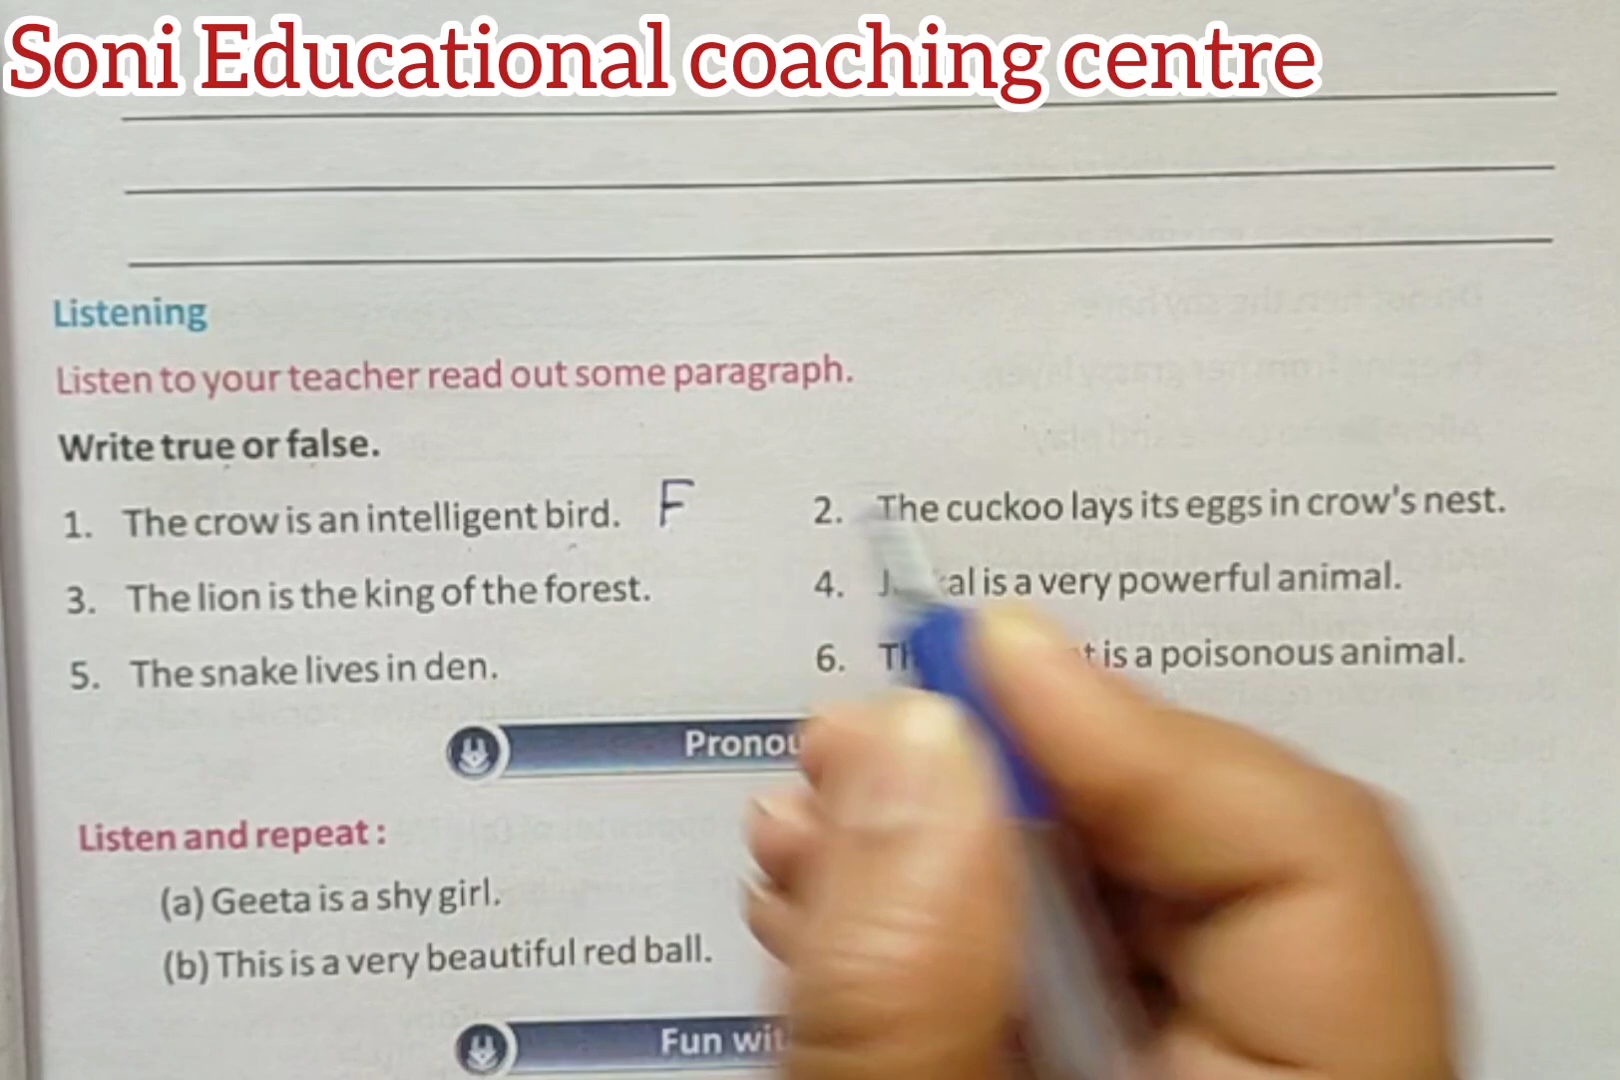 Soni Educational coaching centre
Listening
Listen to your teacher read out some paragraph.
Write true or false.
1. The crow is an intelligent bird. F
2. The cuckoo lays its eggs in crow's nest.
3. The lion is the king of the forest.
4. is a very powerful animal.
5. The snake lives in den.
6. is a poisonous animal.
Listen and repeat :
(a) Geeta is a shy girl.
(b) This is a very beautiful red ball.
Fun